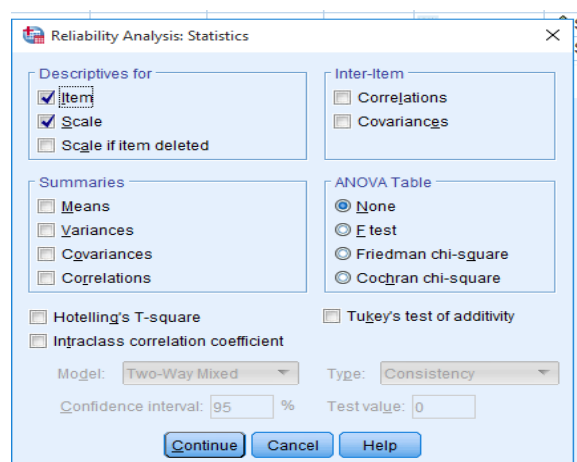 Reliability Analysis: Statistics
Descriptives for
Item
Scale
Scale if item deleted
Inter-Item
Correlations
Covariances
Summaries
Means
Variances
Covariances
Correlations
ANOVA Table
None
F test
Friedman chi-square
Cochran chi-square
Hotelling's T-square
Tukey's test of additivity
Intraclass correlation coefficient
Model: Two-Way Mixed Type: Consistency
Confidence interval: 95 % Test value: 0
Continue Cancel Help